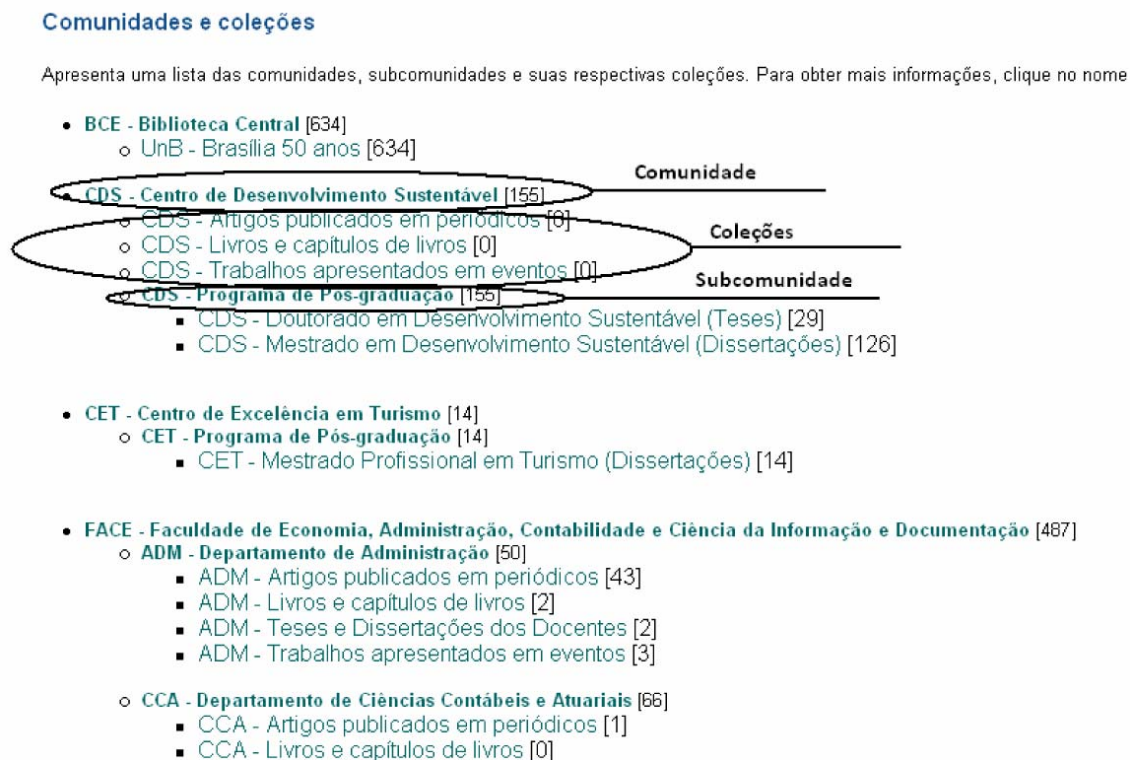 Comunidades e coleções
Apresenta uma lista das comunidades, subcomunidades e suas respectivas coleções. Para obter mais informações, clique no nome
• BCE - Biblioteca Central [634]
o UnB - Brasília 50 anos [634]
Comunidade
• CDS - Centro de Desenvolvimento Sustentável [155]
o CDS - Artigos publicados em periódicos [0]
Coleções
o CDS - Livros e capítulos de livros [0]
o CDS - Trabalhos apresentados em eventos [0]
Subcomunidade
o CDS - Programa de Pós-graduação [155]
▪ CDS - Doutorado em Desenvolvimento Sustentável (Teses) [29]
▪ CDS - Mestrado em Desenvolvimento Sustentável (Dissertações) [126]
• CET - Centro de Excelência em Turismo [14]
o CET - Programa de Pós-graduação [14]
▪ CET - Mestrado Profissional em Turismo (Dissertações) [14]
• FACE - Faculdade de Economia, Administração, Contabilidade e Ciência da Informação e Documentação [487]
o ADM - Departamento de Administração [50]
▪ ADM - Artigos publicados em periódicos [43]
▪ ADM - Livros e capítulos de livros [2]
▪ ADM - Teses e Dissertações dos Docentes [2]
▪ ADM - Trabalhos apresentados em eventos [3]
o CCA - Departamento de Ciências Contábeis e Atuariais [66]
▪ CCA - Artigos publicados em periódicos [1]
▪ CCA - Livros e capítulos de livros [0]